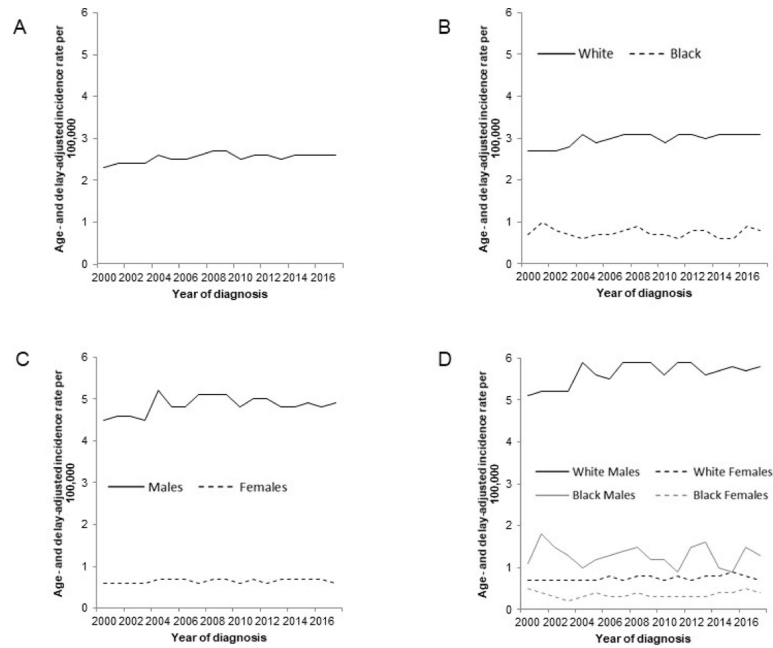 A
Age- and delay-adjusted incidence rate per
100,000
6
5
4
3
2
1
0
2000 2002 2004 2006 2008 2010 2012 2014 2016
Year of diagnosis
B
Age- and delay-adjusted incidence rate per
100,000
6
5
4
3
2
1
0
White Black
2000 2002 2004 2006 2008 2010 2012 2014 2016
Year of diagnosis
C
Age- and delay-adjusted incidence rate per
100,000
6
5
4
3
2
1
0
Males Females
2000 2002 2004 2006 2008 2010 2012 2014 2016
Year of diagnosis
D
Age- and delay-adjusted incidence rate per
100,000
6
5
4
3
2
1
0
White Males White Females
Black Males Black Females
2000 2002 2004 2006 2008 2010 2012 2014 2016
Year of diagnosis